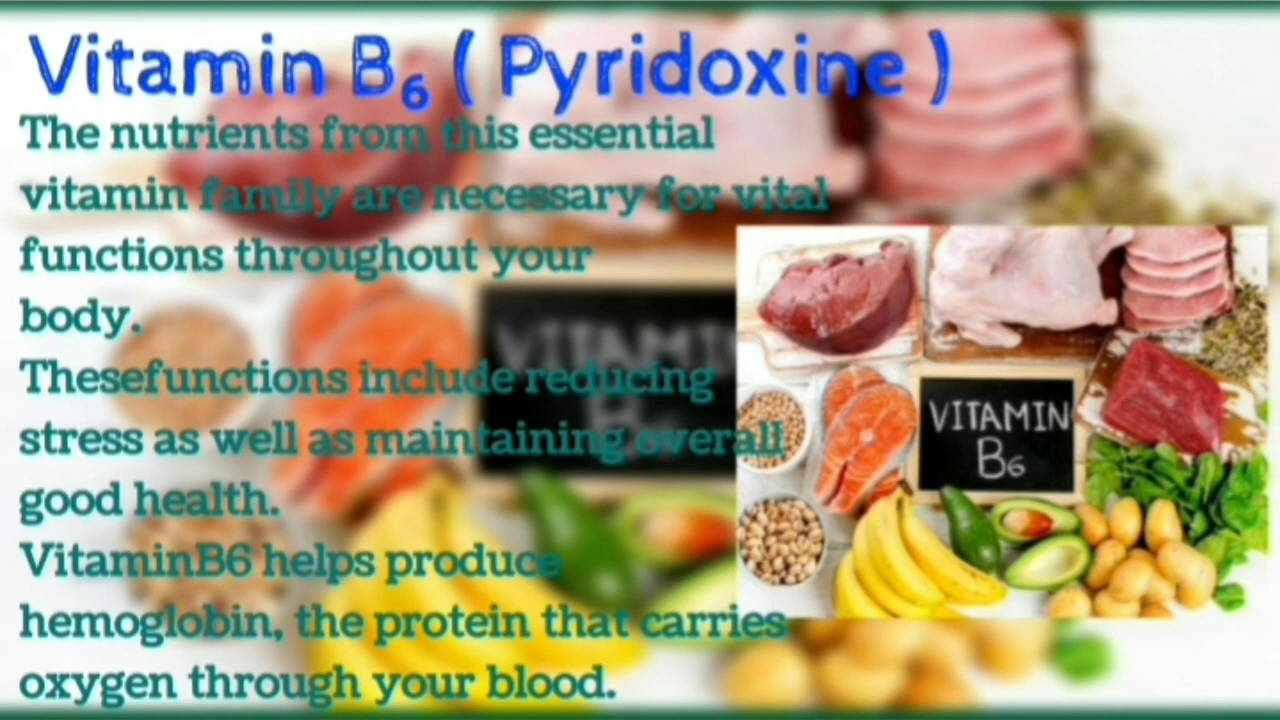 Vitamin B₆ ( Pyridoxine )
The nutrients from this essential
vitamin family are necessary for vital
functions throughout your
body.
Thesefunctions include reducing
stress as well as maintaining overall
good health.
VitaminB6 helps produce
hemoglobin, the protein that carries
oxygen through your blood.
VITAMIN
B₆